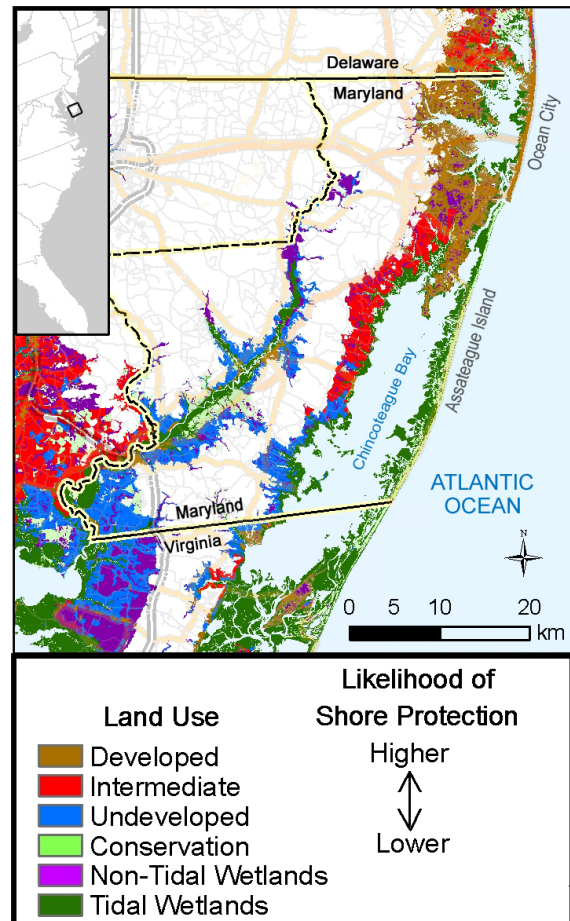 Delaware
Maryland
Ocean City
Assateague Island
Chincoteague Bay
ATLANTIC
OCEAN
Maryland
Virginia
N
0 5 10 20
km
Likelihood of
Land Use Shore Protection
Developed Higher
Intermediate
Undeveloped
Conservation Lower
Non-Tidal Wetlands
Tidal Wetlands